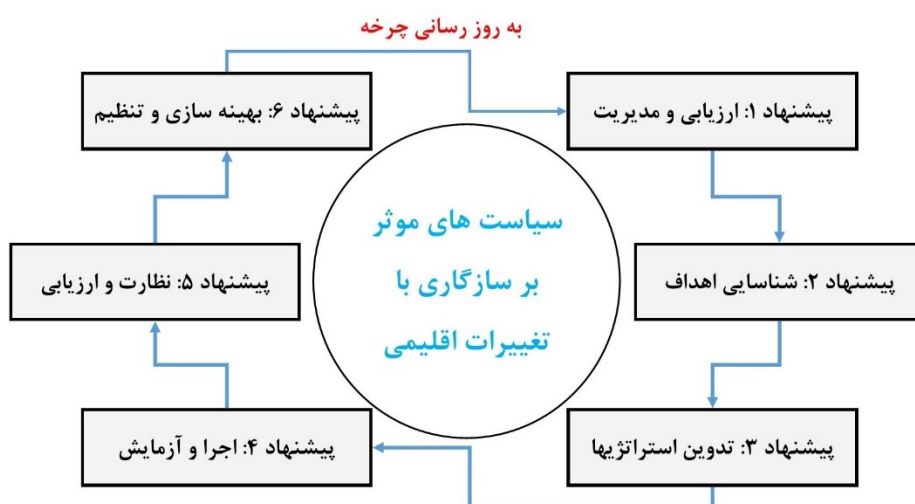 به روز رسانی چرخه
پیشنهاد ۱: ارزیابی و مدیریت
پیشنهاد ۲: شناسایی اهداف
پیشنهاد ۳: تدوین استراتژیها
پیشنهاد ۴: اجرا و آزمایش
پیشنهاد ۵: نظارت و ارزیابی
پیشنهاد ۶: بهینه سازی و تنظیم
سیاست های موثر
بر سازگاری با
تغییرات اقلیمی